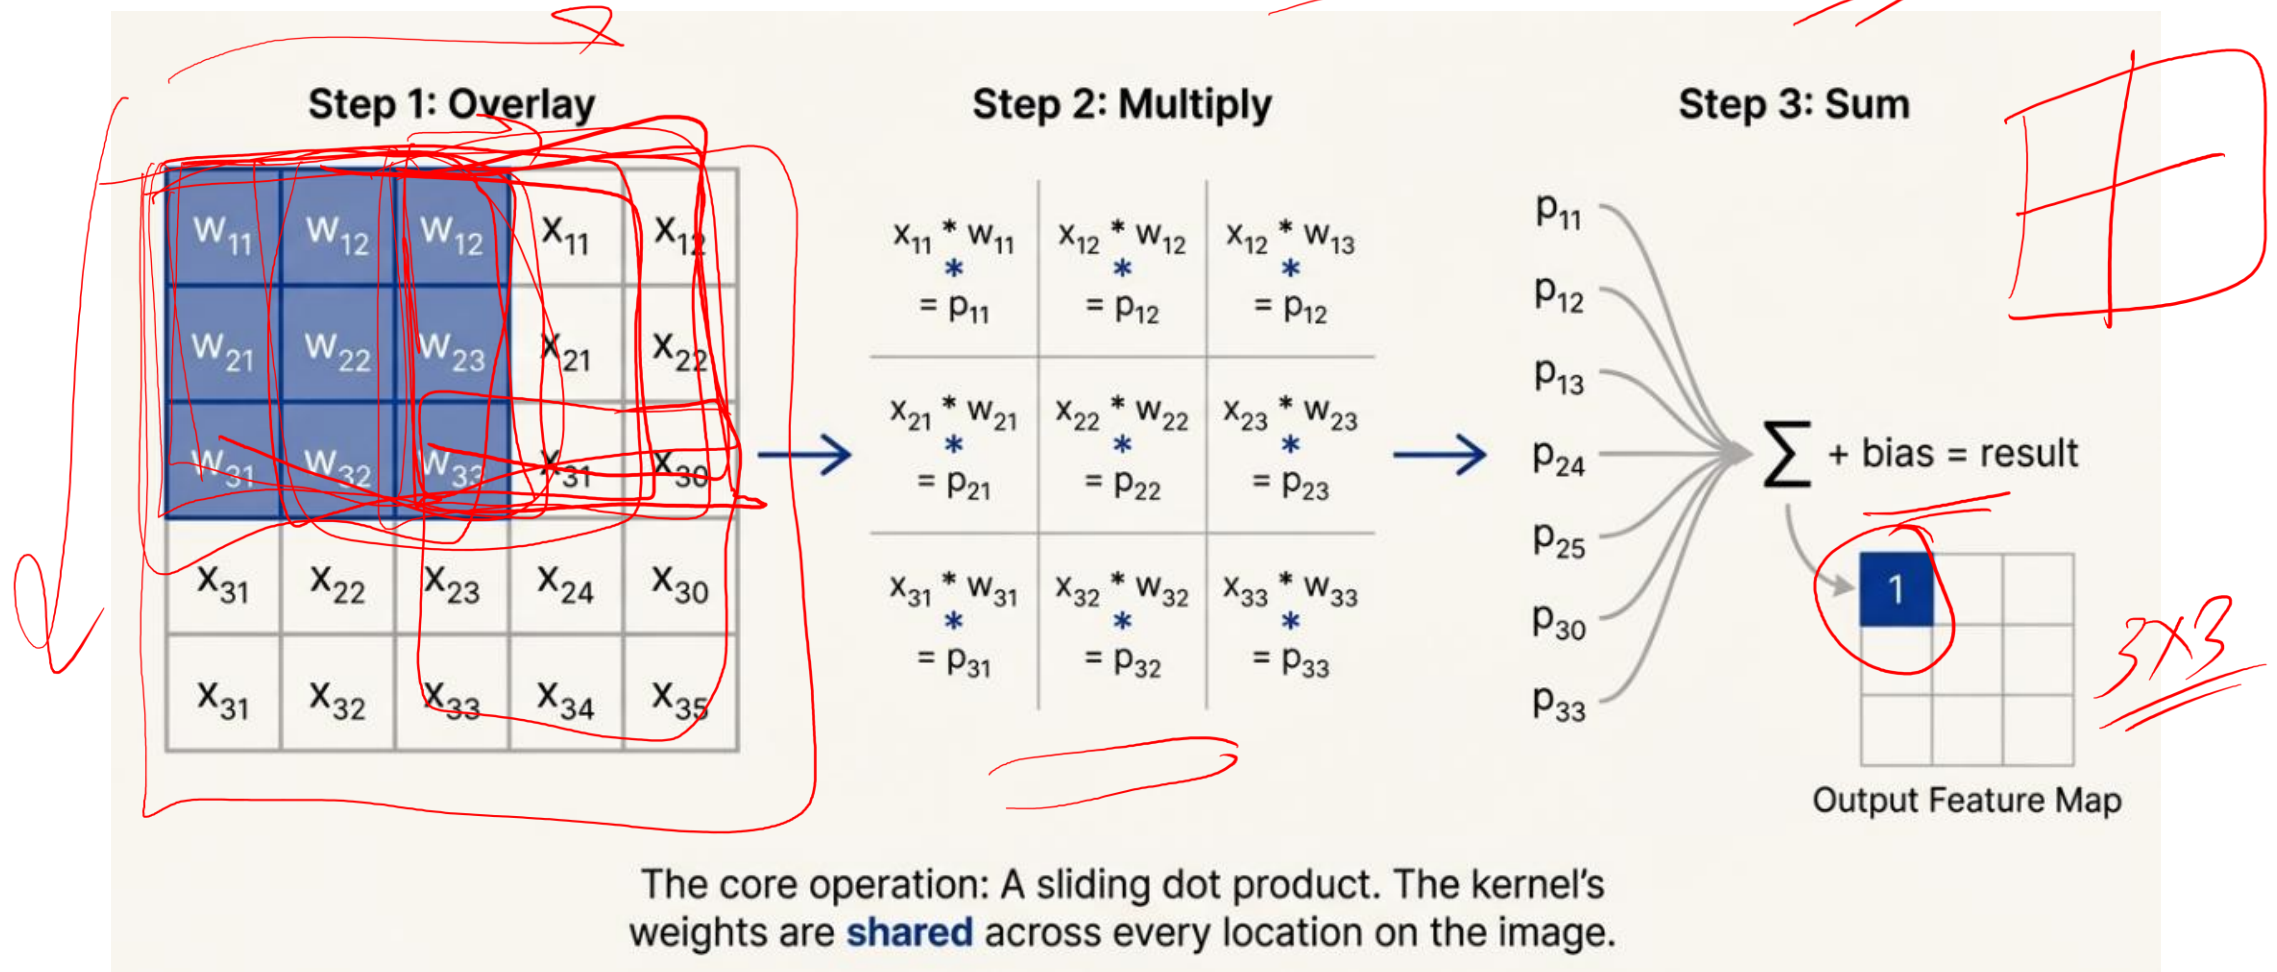 Step 1: Overlay
W11 W12 W12 X11 X12
W21 W22 W23 X21 X22
W31 W32 W33 X31 X30
X31 X22 X23 X24 X30
X31 X32 X33 X34 X35
Step 2: Multiply
X11 * W11 X12 * W12 X12 * W13
* * *
= p11 = p12 = p12
X21 * W21 X22 * W22 X23 * W23
* * *
= p21 = p22 = p23
X31 * W31 X32 * W32 X33 * W33
* * *
= p31 = p32 = p33
Step 3: Sum
p11
p12
p13
p24
p25
p30
p33
∑ + bias = result
1
3x3
Output Feature Map
The core operation: A sliding dot product. The kernel's
weights are shared across every location on the image.